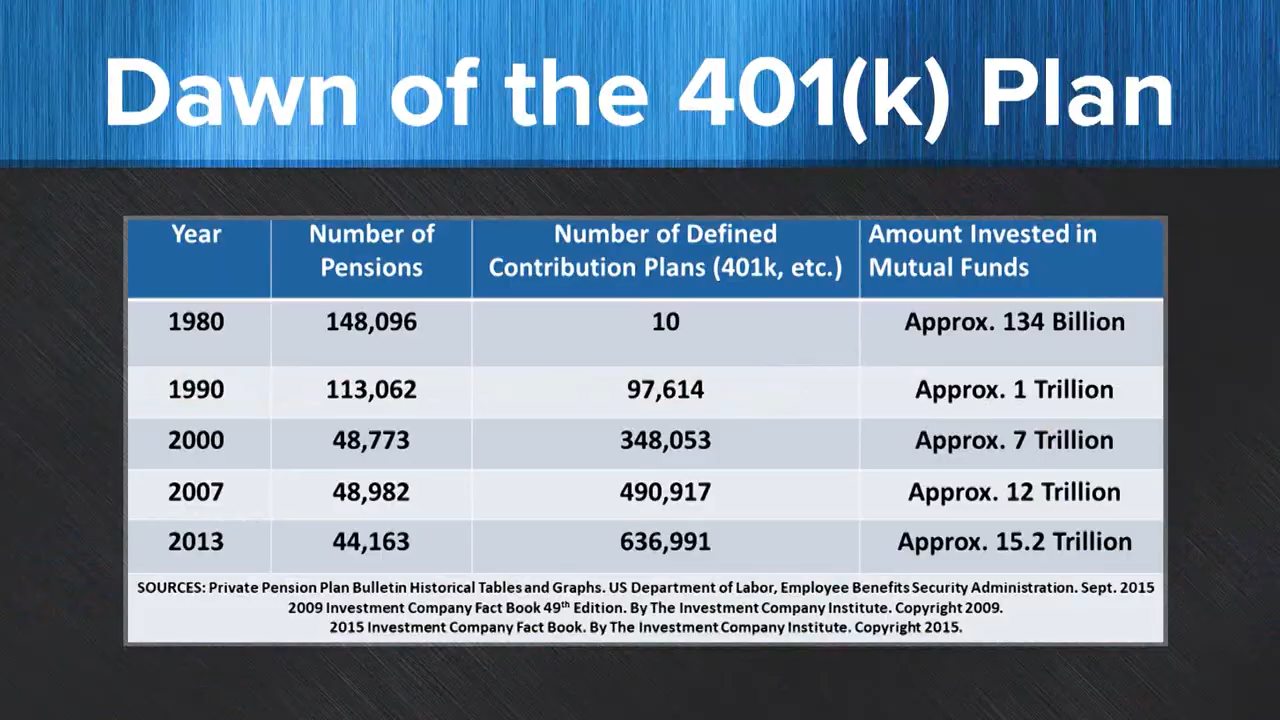 Dawn of the 401(k) Plan
Year
Number of
Pensions
Number of Defined
Contribution Plans (401k, etc.)
Amount Invested in
Mutual Funds
1980 148,096 10 Approx. 134 Billion
1990 113,062 97,614 Approx. 1 Trillion
2000 48,773 348,053 Approx. 7 Trillion
2007 48,982 490,917 Approx. 12 Trillion
2013 44,163 636,991 Approx. 15.2 Trillion
SOURCES: Private Pension Plan Bulletin Historical Tables and Graphs. US Department of Labor, Employee Benefits Security Administration. Sept. 2015
2009 Investment Company Fact Book 49th Edition. By The Investment Company Institute. Copyright 2009.
2015 Investment Company Fact Book. By The Investment Company Institute. Copyright 2015.